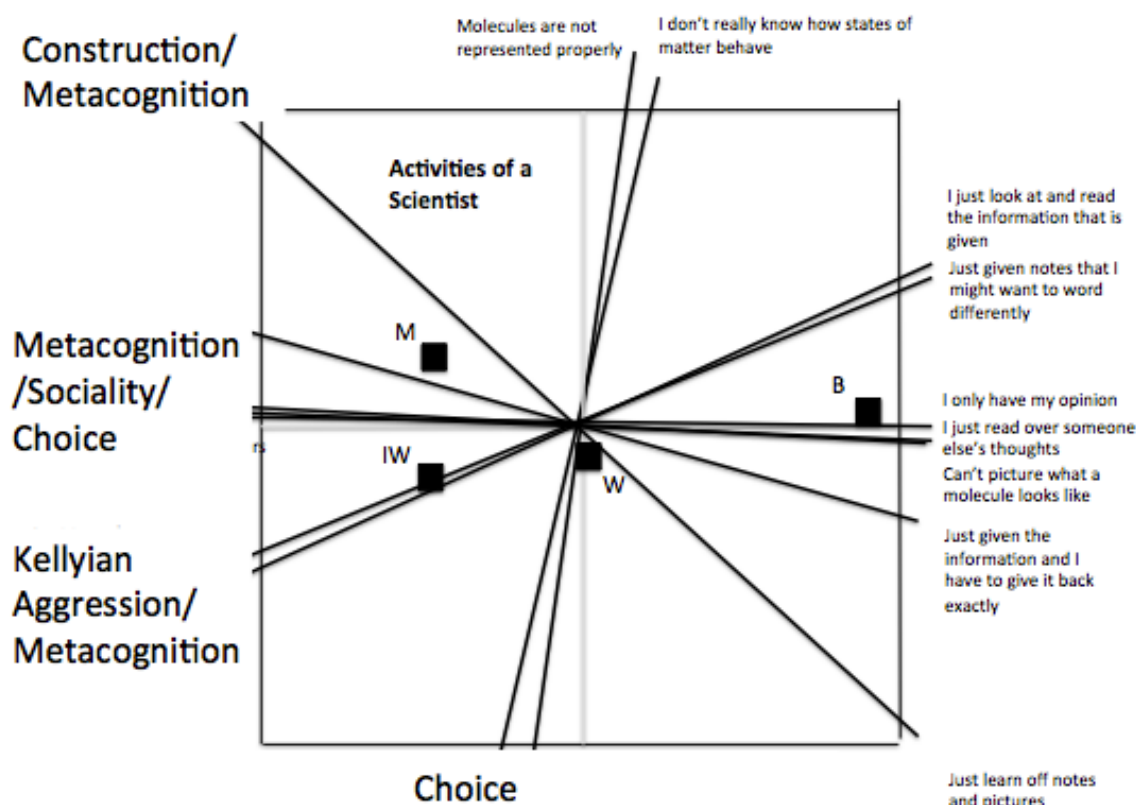 Molecules are not
represented properly
I don't really know how states of
matter behave
Construction/
Metacognition
Activities of a
Scientist
I just look at and read
the information that is
given
Just given notes that I
might want to word
differently
M
Metacognition
/Sociality/
Choice
B
I only have my opinion
I just read over someone
else's thoughts
rs
IW
W
Can't picture what a
molecule looks like
Just given the
information and I
have to give it back
exactly
Kellyian
Aggression/
Metacognition
Choice
Just learn off notes
and pictures